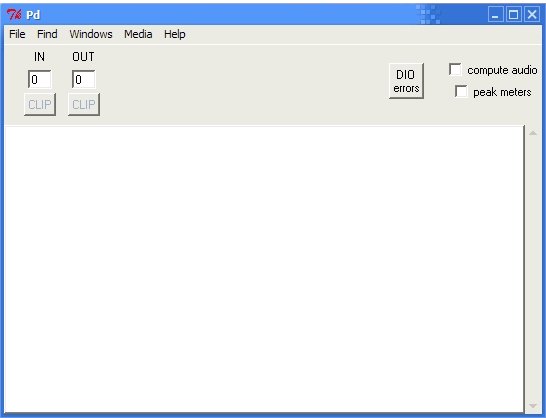 Pd
File Find Windows Media Help
IN OUT
0 0
CLIP CLIP
DIO
errors
compute audio
peak meters